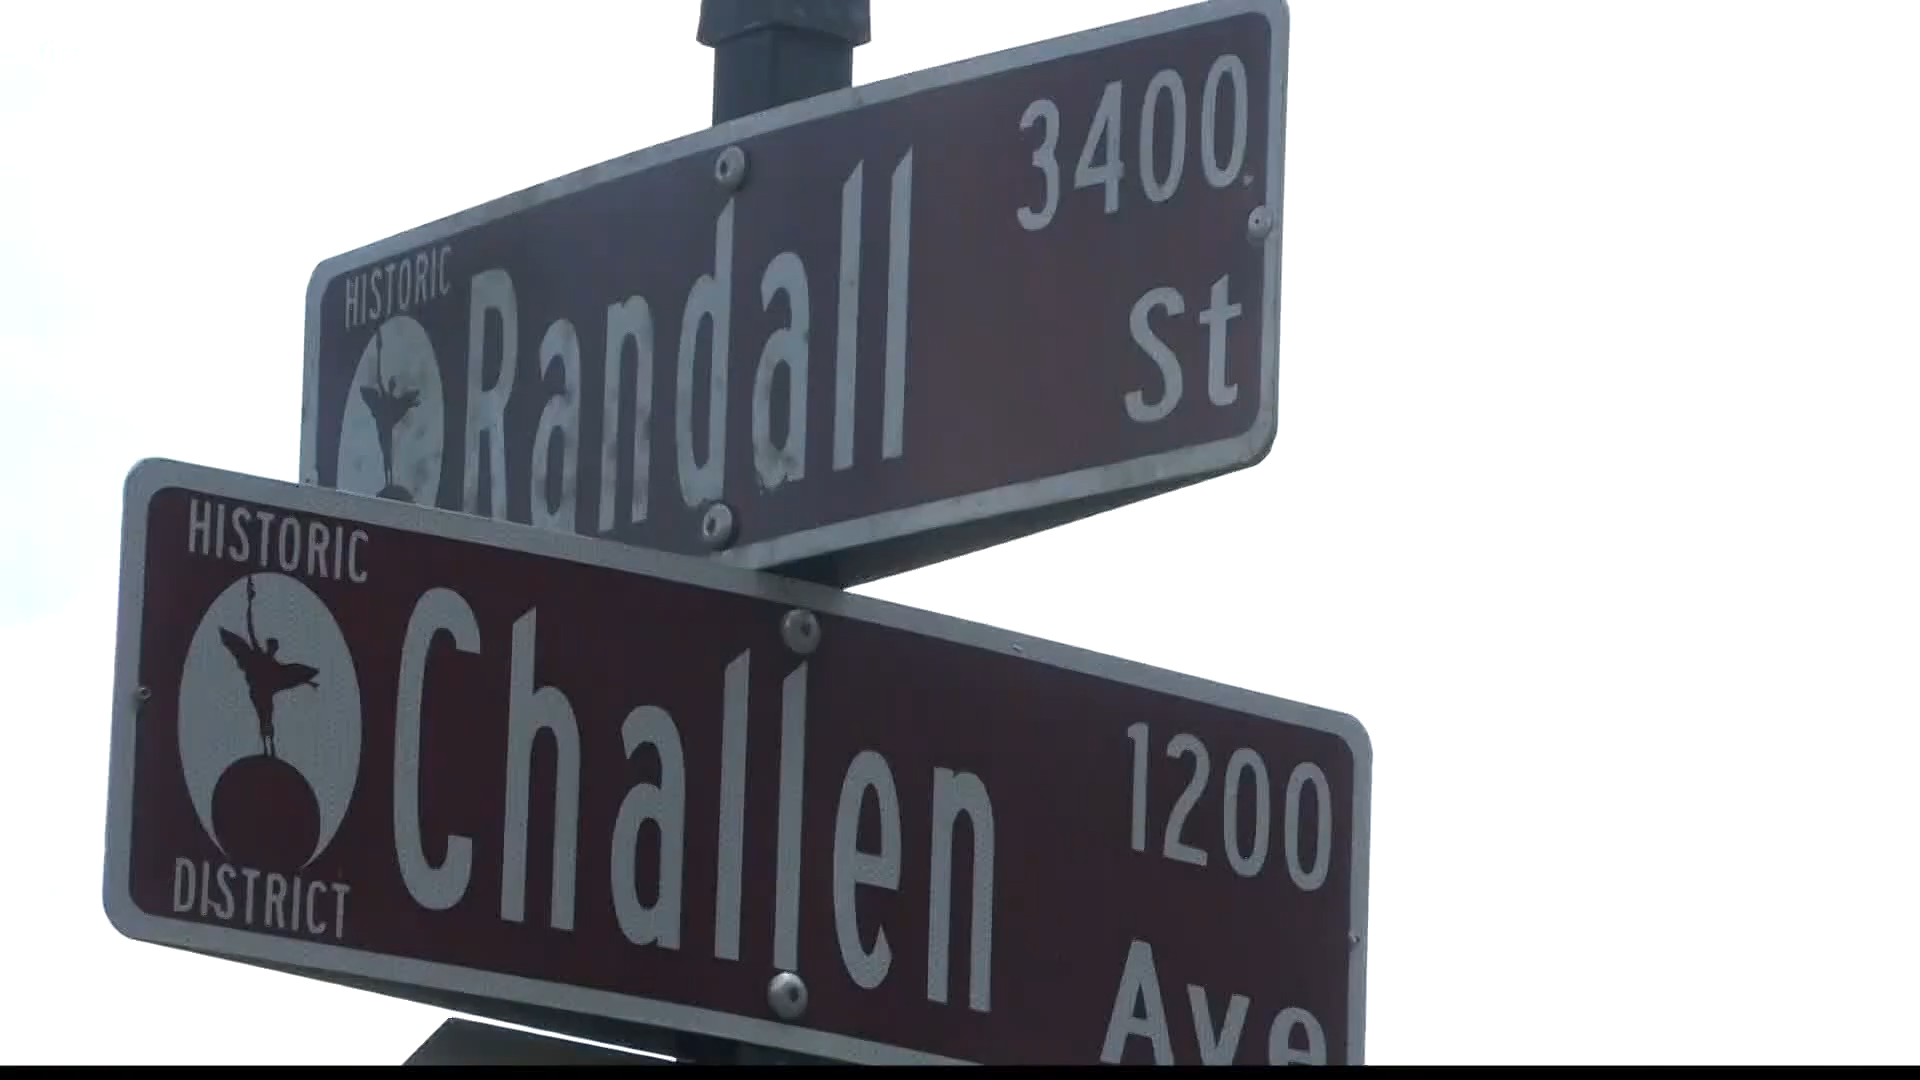 3400
HISTORIC
Randall
St
HISTORIC
Challen
1200
DISTRICT
Ave